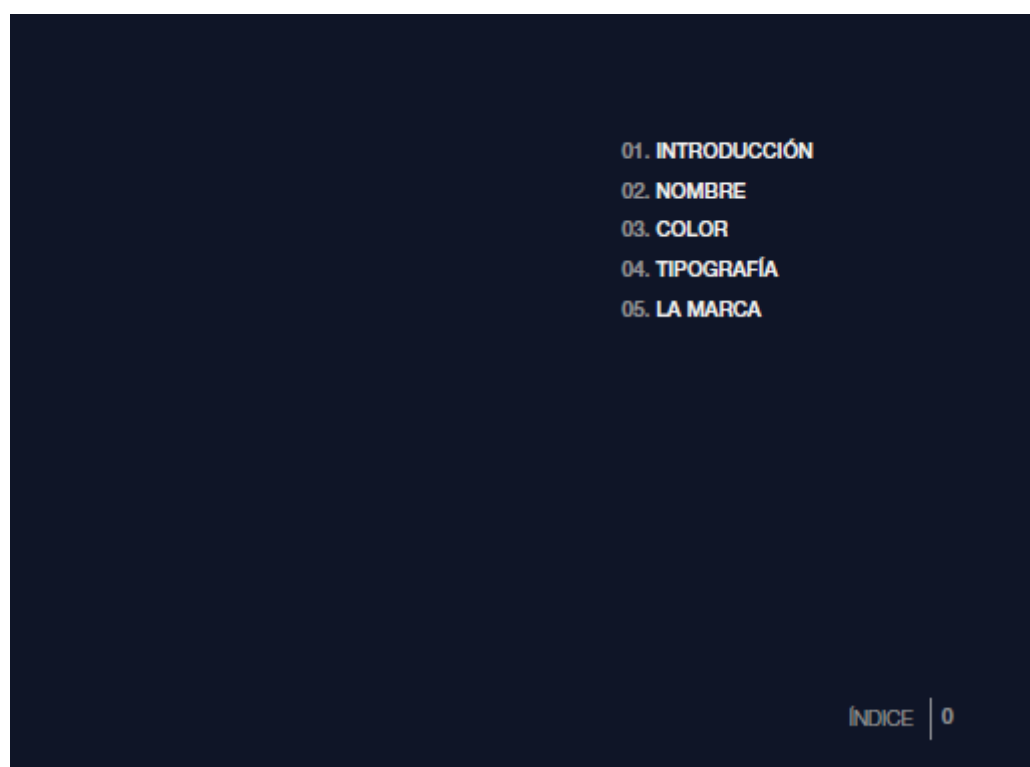 01. INTRODUCCIÓN
02. NOMBRE
03. COLOR
04. TIPOGRAFÍA
05. LA MARCA
ÍNDICE | 0